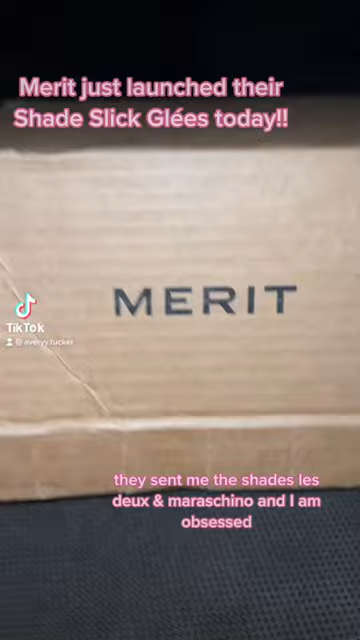 Merit just launched their
Shade Slick Glées today!!
MERIT
TikTok
@ averyy.tucker
they sent me the shades les
deux & maraschino and I am
obsessed